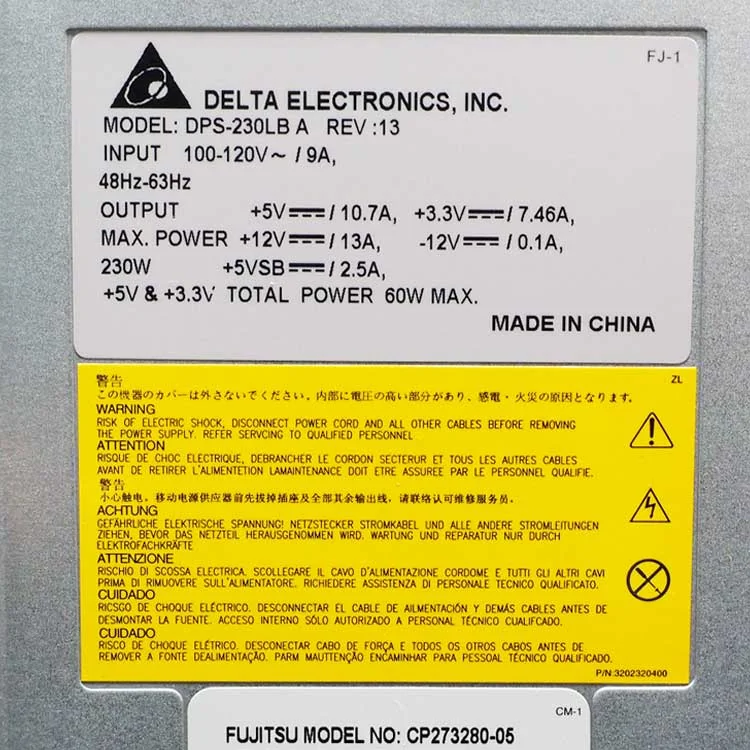 FJ-1
DELTA ELECTRONICS, INC.
MODEL: DPS-230LB A REV :13
INPUT 100-120V～ / 9A,
48Hz-63Hz
OUTPUT +5V⎓ / 10.7A, +3.3V⎓ / 7.46A,
MAX. POWER +12V⎓ / 13A, -12V⎓ / 0.1A,
230W +5VSB⎓ / 2.5A,
+5V & +3.3V TOTAL POWER 60W MAX.
MADE IN CHINA
警告 ZL
この機器のカバーは外さないでください。内部に電圧の高い部分があり、感電・火災の原因となります。
WARNING
RISK OF ELECTRIC SHOCK, DISCONNECT POWER CORD AND ALL OTHER CABLES BEFORE REMOVING
THE POWER SUPPLY. REFER SERVCING TO QUALIFIED PERSONNEL
ATTENTION
RISQUE DE CHOC ELECTRIQUE, DEBRANCHER LE CORDON SECTERUR ET TOUS LES AUTRES CABLES
AVANT DE RETIRER L'ALIMENTETION LAMAINTENANCE DOIT ETRE ASSUREE PAR LE PERSONNEL QUALIFIE.
警告
小心触电。移动电源供应器前先拔掉插座及全部其余输出线，请联络认可维修服务员。
ACHTUNG
GEFÄHRLICHE ELEKTRISCHE SPANNUNG! NETZSTECKER STROMKABEL UND ALLE ANDERE STROMLEITUNGEN
ZIEHEN, BEVOR DAS NETZTEIL HERAUSGENOMMEN WIRD. WARTUNG UND REPARATUR NUR DURCH
ELEKTROFACHKRÄFTE
ATTENZIONE
RISCHIO DI SCOSSA ELECTRICA. SCOLLEGARE IL CAVO D'ALIMENTAZIONE CORDOME E TUTTI GLI ALTRI CAVI
PRIMA DI RIMUOVERE SULL'ALIMENTATORE. RICHIEDERE ASSISTENZA DI PERSONALE TECNICO QUALIFICATO.
CUIDADO
RICSGO DE CHOQUE ELÉCTRICO. DESCONNECTAR EL CABLE DE AILMENTACIÓN Y DEMÁS CABLES ANTES DE
DESMONTAR LA FUENTE. ACCESO INTERNO SÓLO AUTORIZADO A PERSONAL TÉCNICO CUALIFCADO.
CUIDADO
RISCO DE CHOQUE ELÉTRICO. DESCONECTAR CABO DE FORÇA E TODOS OS OTROS CABOS ANTES DE
REMOVER A FONTE DEALIMENTAÇÃO. PARM MAUTTENÇÃO ENCAMINHAR PARA PESSOAL TÉCNICO QUALIFICADO.
P/N:3202320400
CM-1
FUJITSU MODEL NO: CP273280-05